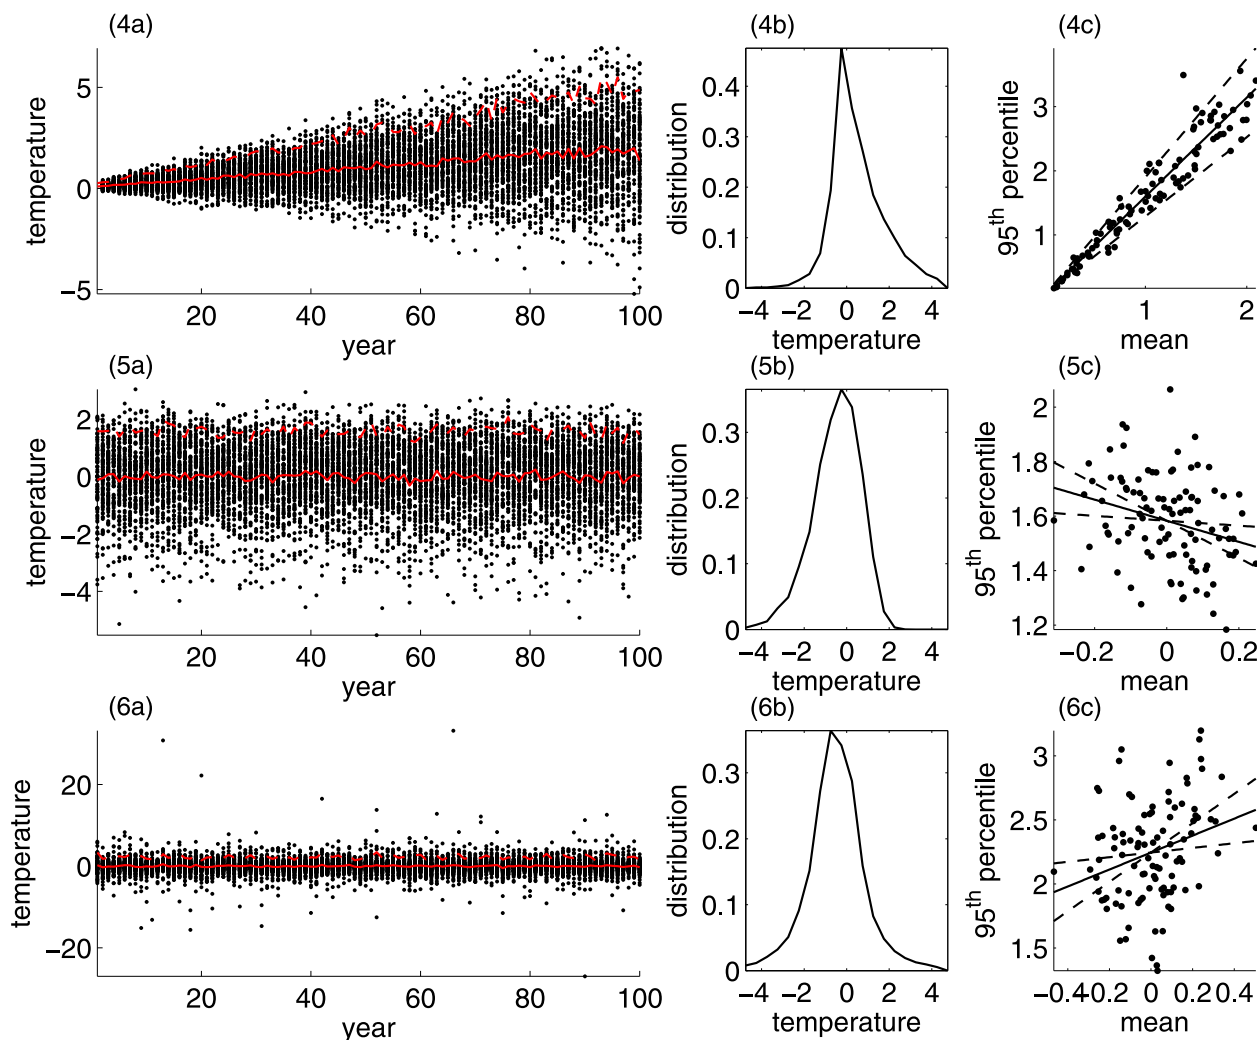 (4a)
5
0
−5
temperature
20 40 60 80 100
year
(4b)
0.4
0.3
0.2
0.1
0
distribution
−4 −2 0 2 4
temperature
(4c)
3
2
1
95th percentile
1 2
mean
(5a)
2
0
−2
−4
temperature
20 40 60 80 100
year
(5b)
0.3
0.2
0.1
0
distribution
−4 −2 0 2 4
temperature
(5c)
2
1.8
1.6
1.4
1.2
95th percentile
−0.2 0 0.2
mean
(6a)
20
0
−20
temperature
20 40 60 80 100
year
(6b)
0.3
0.2
0.1
0
distribution
−4 −2 0 2 4
temperature
(6c)
3
2.5
2
1.5
95th percentile
−0.4 −0.2 0 0.2 0.4
mean